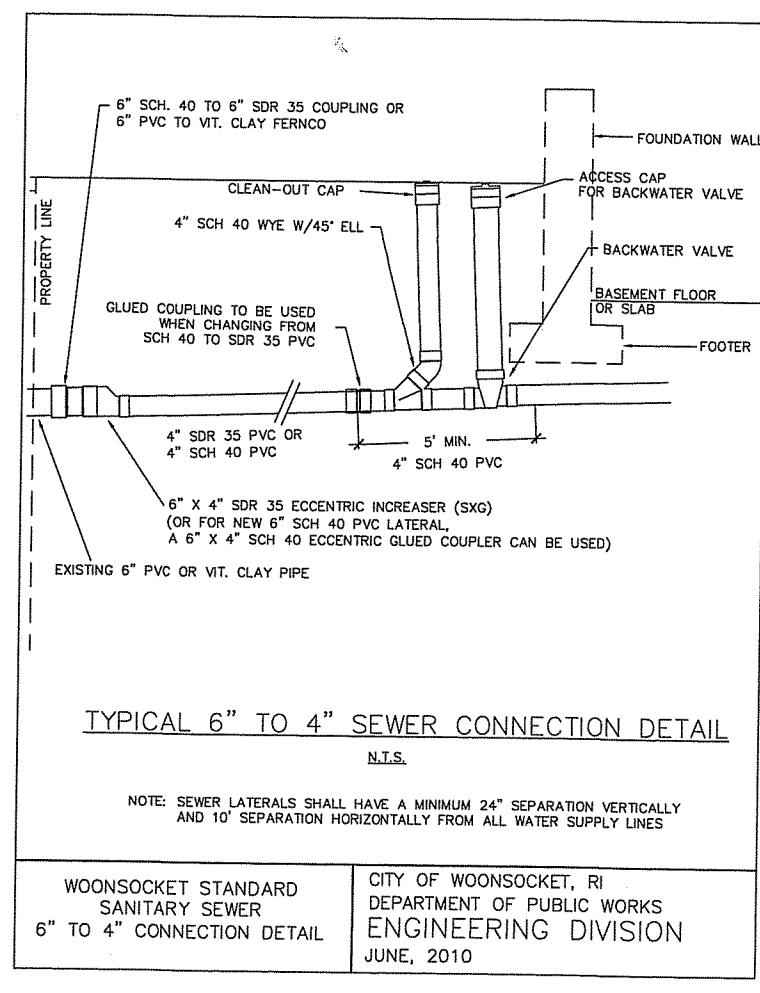 6" SCH. 40 TO 6" SDR 35 COUPLING OR
6" PVC TO VIT. CLAY FERNCO
FOUNDATION WALL
CLEAN-OUT CAP
ACCESS CAP
FOR BACKWATER VALVE
PROPERTY LINE
4" SCH 40 WYE W/45° ELL
BACKWATER VALVE
GLUED COUPLING TO BE USED
WHEN CHANGING FROM
SCH 40 TO SDR 35 PVC
BASEMENT FLOOR
OR SLAB
FOOTER
4" SDR 35 PVC OR
4" SCH 40 PVC
5' MIN.
4" SCH 40 PVC
6" X 4" SDR 35 ECCENTRIC INCREASER (SXG)
(OR FOR NEW 6" SCH 40 PVC LATERAL,
A 6" X 4" SCH 40 ECCENTRIC GLUED COUPLER CAN BE USED)
EXISTING 6" PVC OR VIT. CLAY PIPE
TYPICAL 6" TO 4" SEWER CONNECTION DETAIL
N.T.S.
NOTE: SEWER LATERALS SHALL HAVE A MINIMUM 24" SEPARATION VERTICALLY
AND 10' SEPARATION HORIZONTALLY FROM ALL WATER SUPPLY LINES
WOONSOCKET STANDARD
SANITARY SEWER
6" TO 4" CONNECTION DETAIL
CITY OF WOONSOCKET, RI
DEPARTMENT OF PUBLIC WORKS
ENGINEERING DIVISION
JUNE, 2010